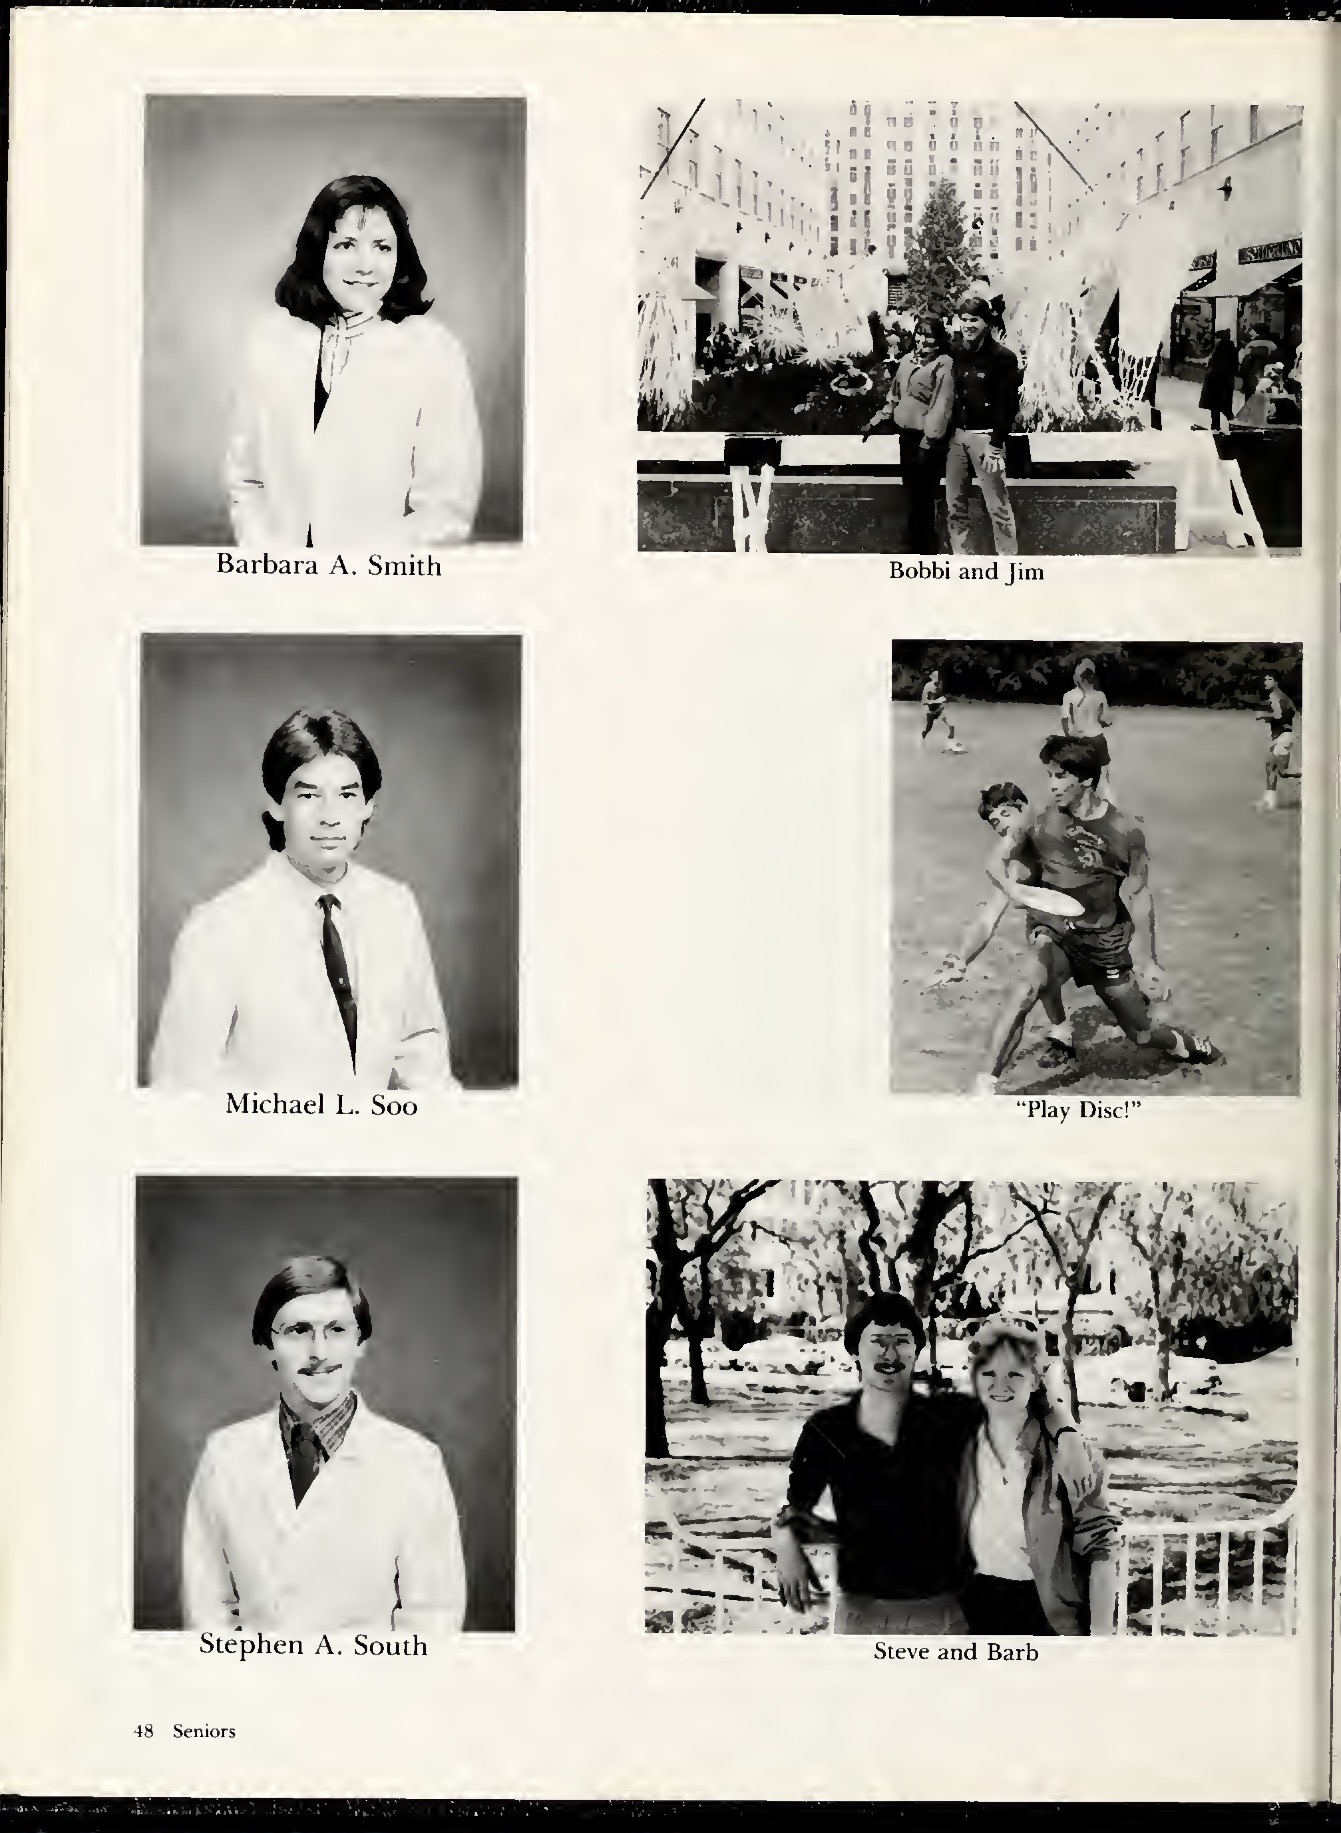 Barbara A. Smith
Bobbi and Jim
Michael L. Soo
“Play Disc!”
Stephen A. South
Steve and Barb
48 Seniors